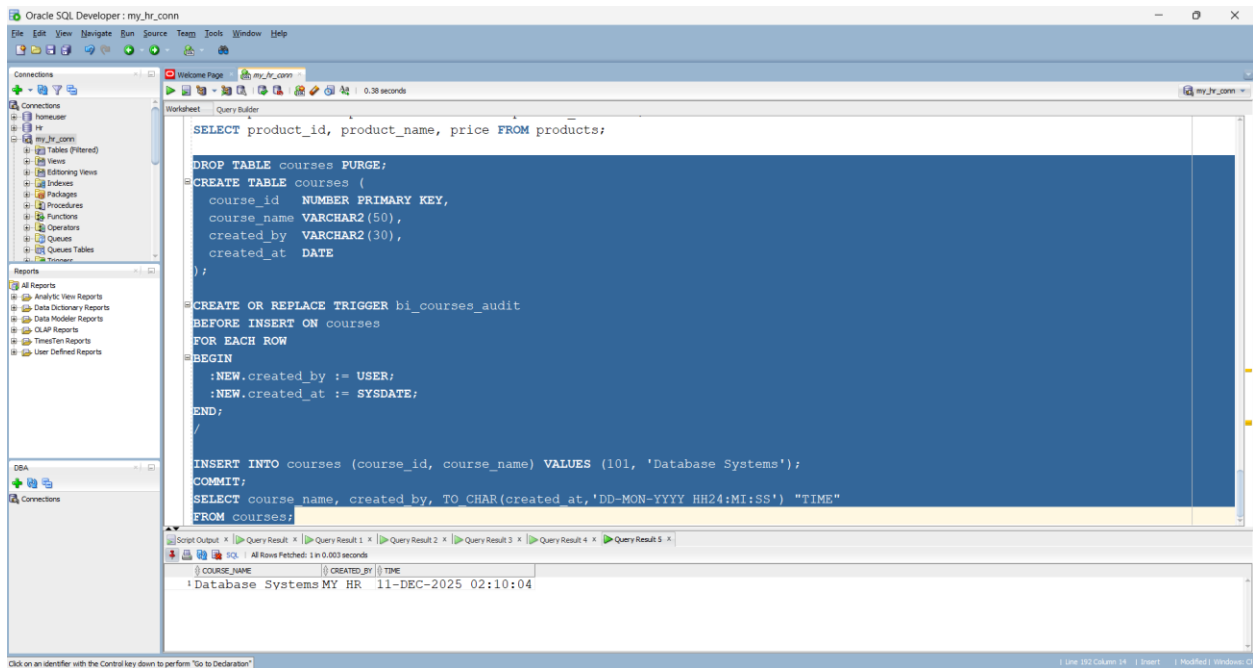 Oracle SQL Developer : my_hr_conn
File Edit View Navigate Run Source Team Tools Window Help
Connections
Connections
homeuser
Hr
my_hr_conn
Tables (Filtered)
Views
Editioning Views
Indexes
Packages
Procedures
Functions
Operators
Queues
Queues Tables
Triggers
Reports
All Reports
Analytic View Reports
Data Dictionary Reports
Data Modeler Reports
OLAP Reports
TimesTen Reports
User Defined Reports
DBA
Connections
Welcome Page my_hr_conn
0.38 seconds
my_hr_conn
Worksheet Query Builder
SELECT product_id, product_name, price FROM products;
DROP TABLE courses PURGE;
CREATE TABLE courses (
course_id NUMBER PRIMARY KEY,
course_name VARCHAR2(50),
created_by VARCHAR2(30),
created_at DATE
);
CREATE OR REPLACE TRIGGER bi_courses_audit
BEFORE INSERT ON courses
FOR EACH ROW
BEGIN
:NEW.created_by := USER;
:NEW.created_at := SYSDATE;
END;
/
INSERT INTO courses (course_id, course_name) VALUES (101, 'Database Systems');
COMMIT;
SELECT course_name, created_by, TO_CHAR(created_at,'DD-MON-YYYY HH24:MI:SS') "TIME"
FROM courses;
Script Output x Query Result x Query Result 1 x Query Result 2 x Query Result 3 x Query Result 4 x Query Result 5 x
SQL | All Rows Fetched: 1 in 0.003 seconds
COURSE_NAME CREATED_BY TIME
1 Database Systems MY HR 11-DEC-2025 02:10:04
Click on an identifier with the Control key down to perform "Go to Declaration"
| Line 192 Column 14 | Insert | Modified | Windows: C